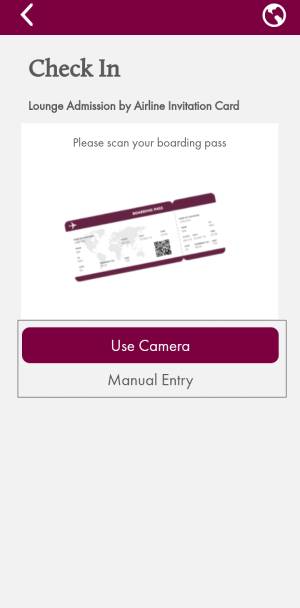 Check In
Lounge Admission by Airline Invitation Card
Please scan your boarding pass
BOARDING PASS
Use Camera
Manual Entry